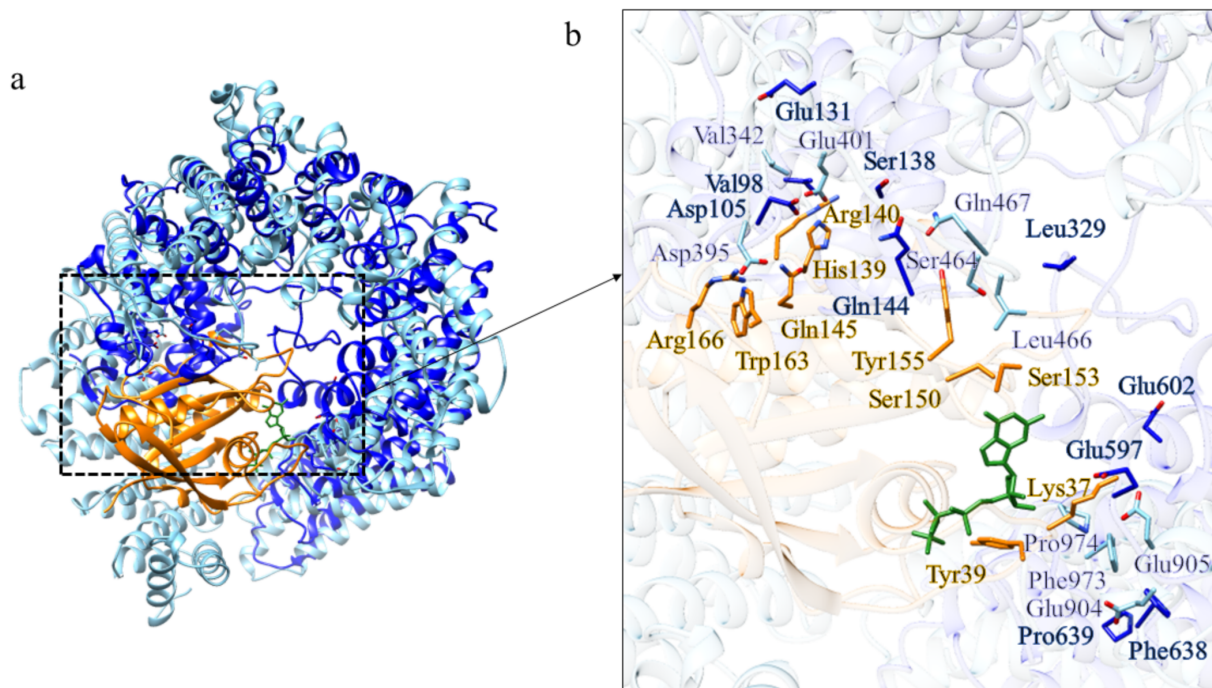 a
b
Glu131
Val342
Glu401
Ser138
Val98
Asp105
Arg140
Gln467
Leu329
Asp395
His139
Ser464
Gln144
Arg166
Gln145
Trp163
Tyr155
Leu466
Ser150
Ser153
Glu602
Glu597
Lys37
Pro974
Tyr39
Phe973
Glu905
Glu904
Pro639
Phe638